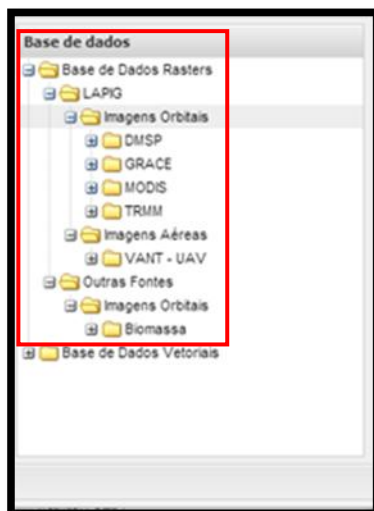 Base de dados
Base de Dados Rasters
LAPIG
Imagens Orbitais
DMSP
GRACE
MODIS
TRMM
Imagens Aéreas
VANT - UAV
Outras Fontes
Imagens Orbitais
Biomassa
Base de Dados Vetoriais